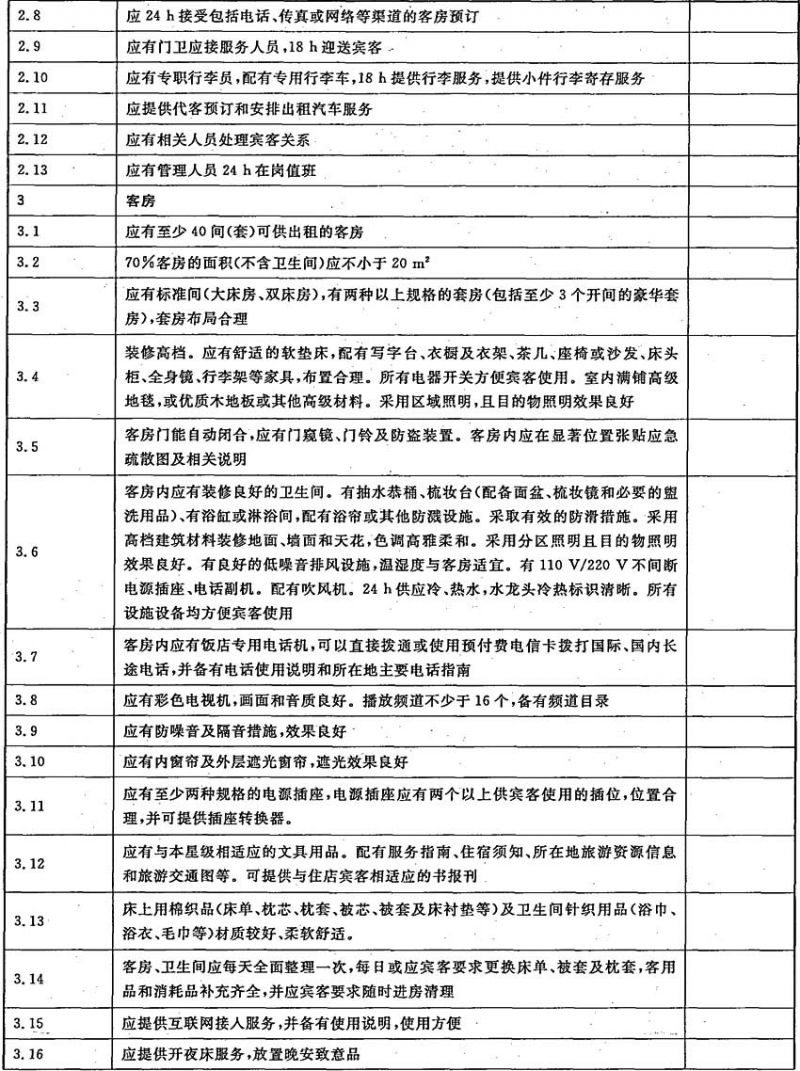 2.8 应 24 h 接受包括电话、传真或网络等渠道的客房预订
2.9 应有门卫应接服务人员,18 h 迎送宾客
2.10 应有专职行李员,配有专用行李车,18 h 提供行李服务,提供小件行李寄存服务
2.11 应提供代客预订和安排出租汽车服务
2.12 应有相关人员处理宾客关系
2.13 应有管理人员 24 h 在岗值班
3 客房
3.1 应有至少 40 间(套)可供出租的客房
3.2 70%客房的面积(不含卫生间)应不小于 20 m²
3.3 应有标准间(大床房、双床房),有两种以上规格的套房(包括至少 3 个开间的豪华套
房),套房布局合理
3.4 装修高档。应有舒适的软垫床,配有写字台、衣橱及衣架、茶几、座椅或沙发、床头
柜、全身镜、行李架等家具,布置合理。所有电器开关方便宾客使用。室内满铺高级
地毯,或优质木地板或其他高级材料。采用区域照明,且目的物照明效果良好
3.5 客房门能自动闭合,应有门窥镜、门铃及防盗装置。客房内应在显著位置张贴应急
疏散图及相关说明
3.6 客房内应有装修良好的卫生间。有抽水恭桶、梳妆台(配备面盆、梳妆镜和必要的盥
洗用品)、有浴缸或淋浴间,配有浴帘或其他防溅设施。采取有效的防滑措施。采用
高档建筑材料装修地面、墙面和天花,色调高雅柔和。采用分区照明且目的物照明
效果良好。有良好的低噪音排风设施,温湿度与客房适宜。有 110 V/220 V 不间断
电源插座、电话副机。配有吹风机。24 h 供应冷、热水,水龙头冷热标识清晰。所有
设施设备均方便宾客使用
3.7 客房内应有饭店专用电话机,可以直接拨通或使用预付费电信卡拨打国际、国内长
途电话,并备有电话使用说明和所在地主要电话指南
3.8 应有彩色电视机,画面和音质良好。播放频道不少于 16 个,备有频道目录
3.9 应有防噪音及隔音措施,效果良好
3.10 应有内窗帘及外层遮光窗帘,遮光效果良好
3.11 应有至少两种规格的电源插座,电源插座应有两个以上供宾客使用的插位,位置合
理,并可提供插座转换器。
3.12 应有与本星级相适应的文具用品。配有服务指南、住宿须知、所在地旅游资源信息
和旅游交通图等。可提供与住店宾客相适应的书报刊
3.13 床上用棉织品(床单、枕芯、枕套、被芯、被套及床衬垫等)及卫生间针织用品(浴巾、
浴衣、毛巾等)材质较好、柔软舒适。
3.14 客房、卫生间应每天全面整理一次,每日或应宾客要求更换床单、被套及枕套,客用
品和消耗品补充齐全,并应宾客要求随时进房清理
3.15 应提供互联网接人服务,并备有使用说明,使用方便
3.16 应提供开夜床服务,放置晚安致意品